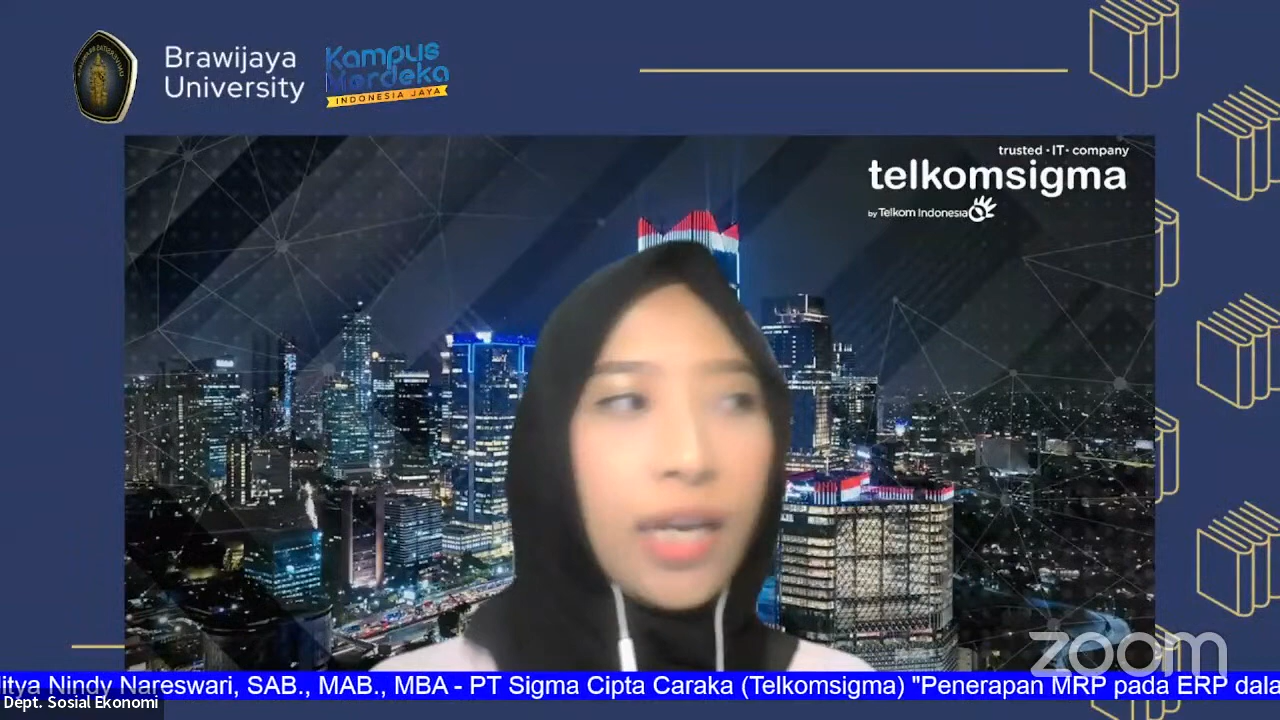 Brawijaya
University
Kampus
Merdeka
INDONESIA JAYA
trusted • IT • company
telkomsigma
by Telkom Indonesia
zoom
Nindy Nareswari, SAB., MAB., MBA - PT Sigma Cipta Caraka (Telkomsigma) "Penerapan MRP pada ERP
Dept. Sosial Ekonomi